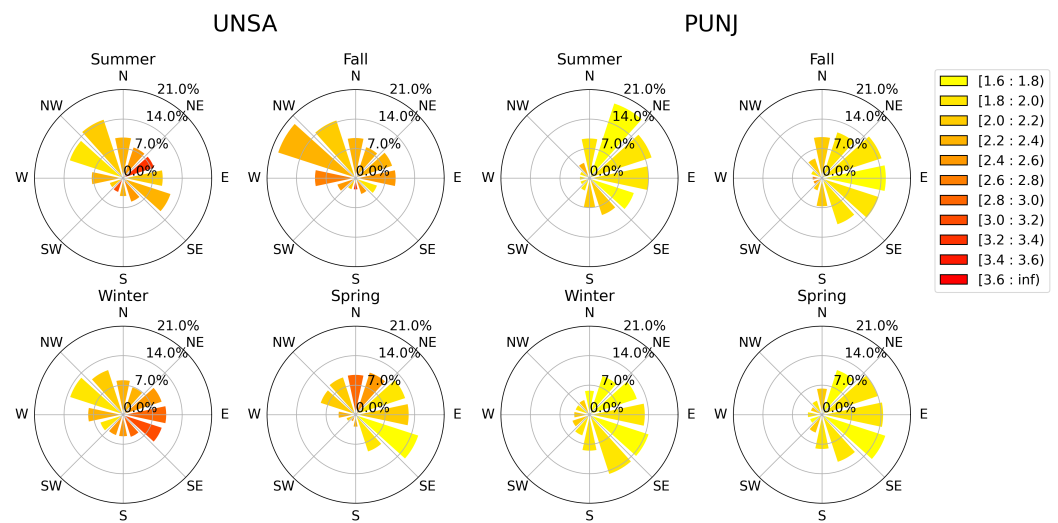 UNSA PUNJ
Summer Fall Summer Fall
N N N N
21.0% 21.0% 21.0% 21.0%
NW NE NW NE NW NE NW NE
14.0% 14.0% 14.0% 14.0%
7.0% 7.0% 7.0% 7.0%
0.0% 0.0% 0.0% 0.0%
W E W E W E W E
SW SE SW SE SW SE SW SE
S S S S
Winter Spring Winter Spring
N N N N
21.0% 21.0% 21.0% 21.0%
NW NE NW NE NW NE NW NE
14.0% 14.0% 14.0% 14.0%
7.0% 7.0% 7.0% 7.0%
0.0% 0.0% 0.0% 0.0%
W E W E W E W E
SW SE SW SE SW SE SW SE
S S S S
[1.6 : 1.8)
[1.8 : 2.0)
[2.0 : 2.2)
[2.2 : 2.4)
[2.4 : 2.6)
[2.6 : 2.8)
[2.8 : 3.0)
[3.0 : 3.2)
[3.2 : 3.4)
[3.4 : 3.6)
[3.6 : inf)